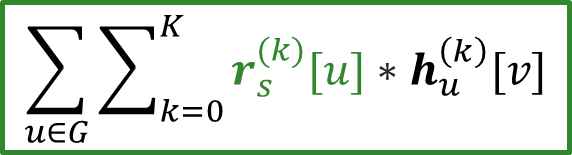 ∑_{u∈G} ∑_{k=0}^{K} r_s^{(k)}[u] * h_u^{(k)}[v]